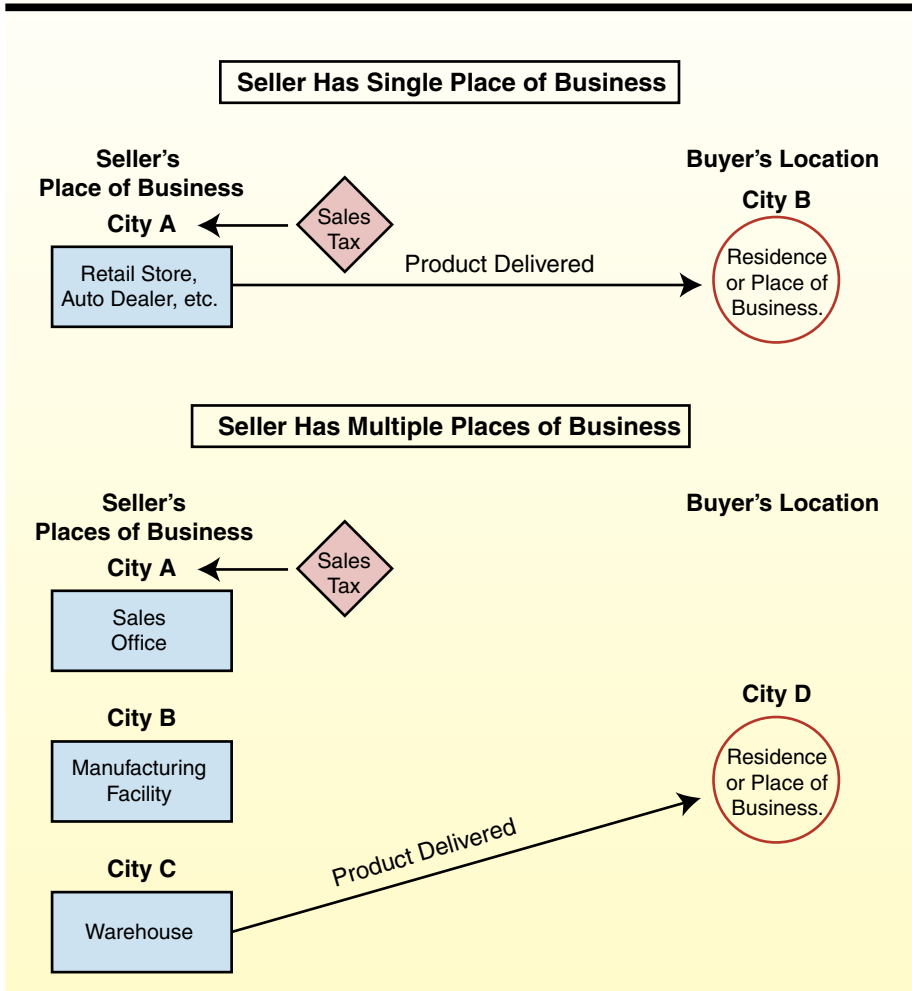 Seller Has Single Place of Business
Seller's
Place of Business
Buyer's Location
City A
Sales
Tax
City B
Retail Store,
Auto Dealer, etc.
Product Delivered
Residence
or Place of
Business.
Seller Has Multiple Places of Business
Seller's
Places of Business
Buyer's Location
City A
Sales
Tax
Sales
Office
City B
Manufacturing
Facility
City D
Residence
or Place of
Business.
City C
Warehouse
Product Delivered